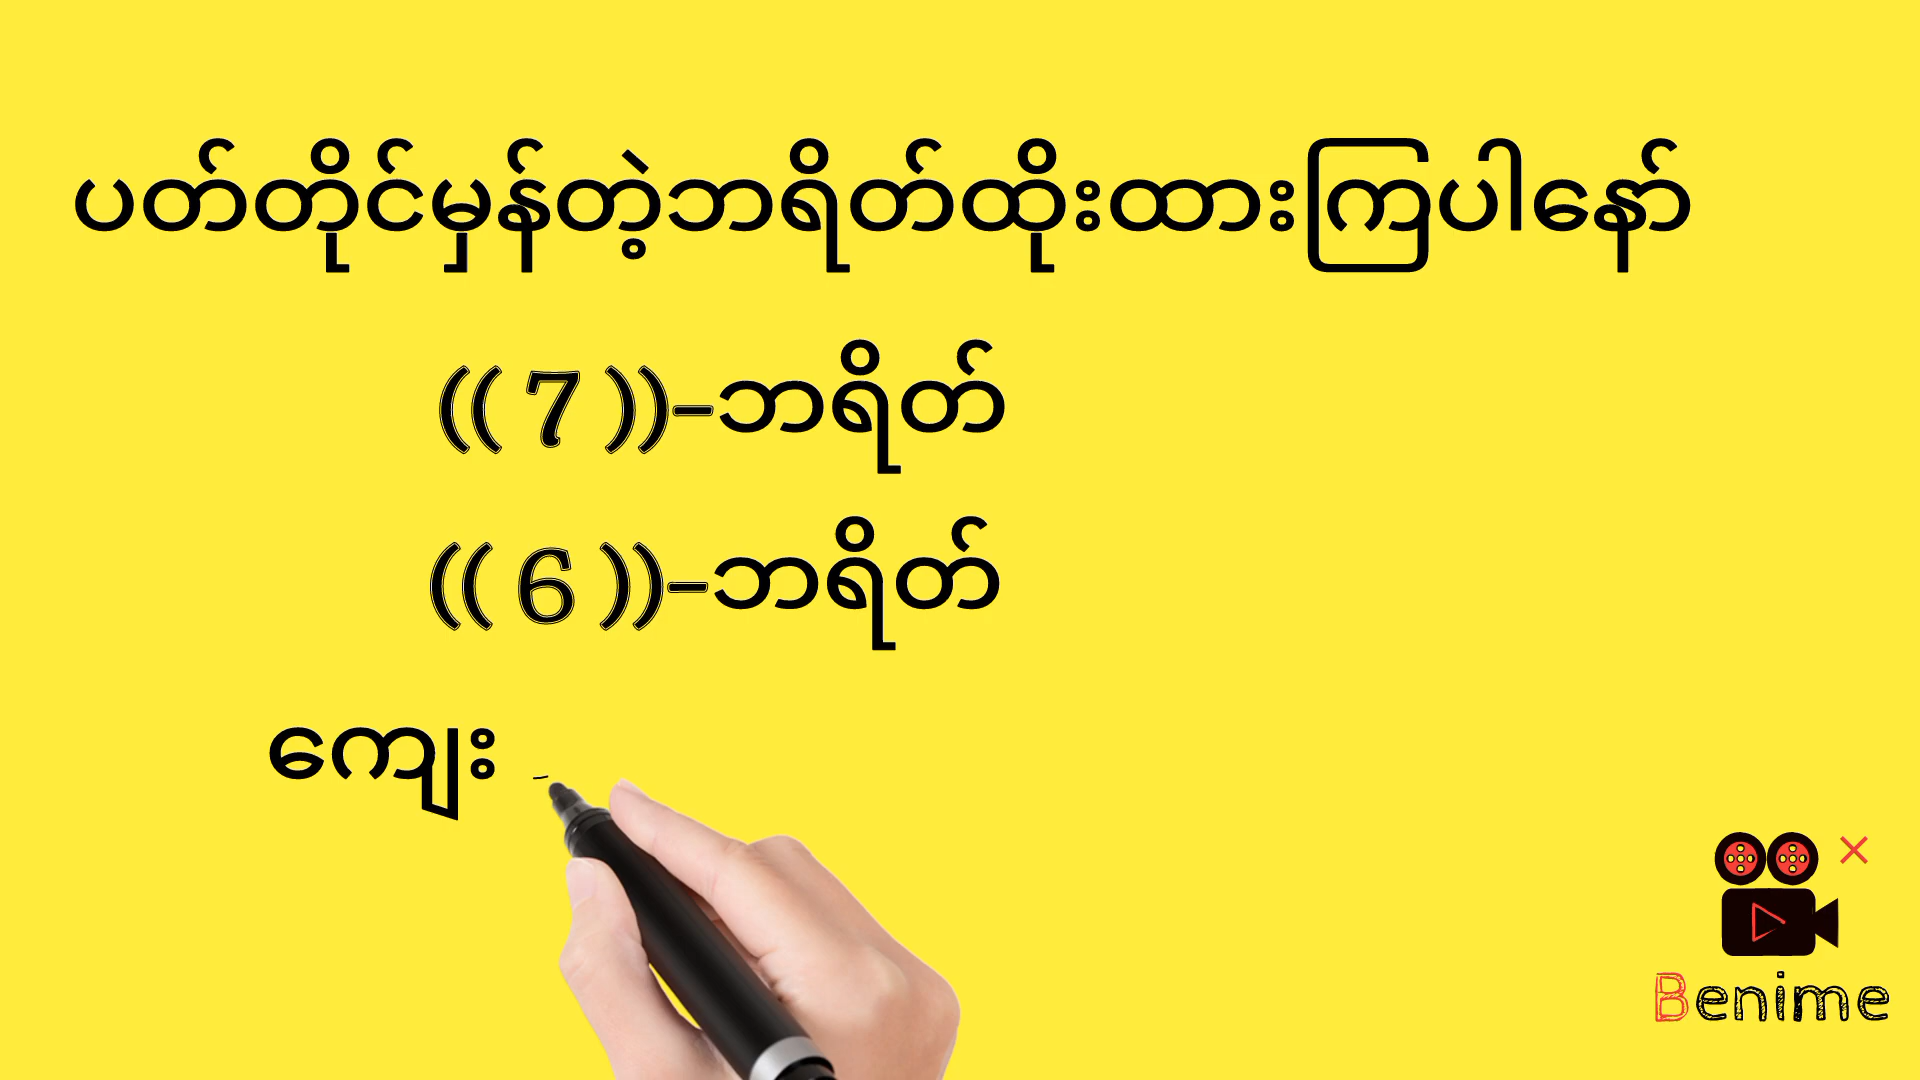 ပတ်တိုင်မှန်တဲ့ဘရိတ်ထိုးထားကြပါနော်
(( 7 ))-ဘရိတ်
(( 6 ))-ဘရိတ်
ကျေး
Benime